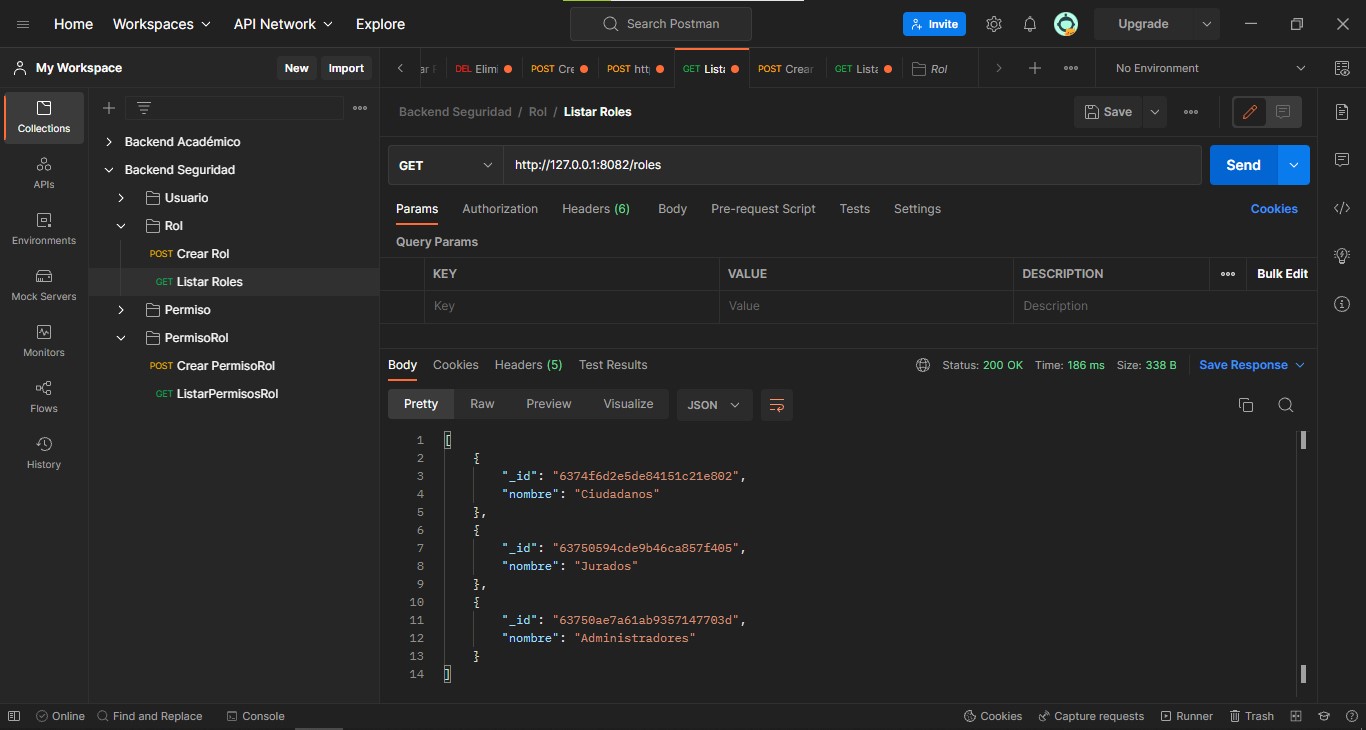 Home Workspaces API Network Explore Search Postman Invite Upgrade
My Workspace New Import
DEL Elimi POST Cre POST htt GET Lista POST Crear GET Lista Rol No Environment
Collections
APIs
Environments
Mock Servers
Monitors
Flows
History
Backend Académico
Backend Seguridad
Usuario
Rol
POST Crear Rol
GET Listar Roles
Permiso
PermisoRol
POST Crear PermisoRol
GET ListarPermisosRol
Backend Seguridad / Rol / Listar Roles Save
GET http://127.0.0.1:8082/roles Send
Params Authorization Headers (6) Body Pre-request Script Tests Settings Cookies
Query Params
KEY VALUE DESCRIPTION Bulk Edit
Key Value Description
Body Cookies Headers (5) Test Results Status: 200 OK Time: 186 ms Size: 338 B Save Response
Pretty Raw Preview Visualize JSON
1 [
2 {
3 "_id": "6374f6d2e5de84151c21e802",
4 "nombre": "Ciudadanos"
5 },
6 {
7 "_id": "63750594cde9b46ca857f405",
8 "nombre": "Jurados"
9 },
10 {
11 "_id": "63750ae7a61ab9357147703d",
12 "nombre": "Administradores"
13 }
14 ]
Online Find and Replace Console Cookies Capture requests Runner Trash